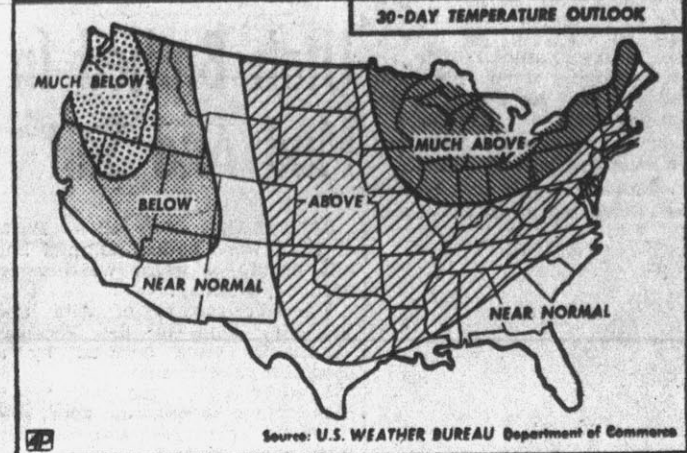 30-DAY TEMPERATURE OUTLOOK
MUCH BELOW
MUCH ABOVE
BELOW
ABOVE
NEAR NORMAL
NEAR NORMAL
AP
Source: U.S. WEATHER BUREAU Department of Commerce